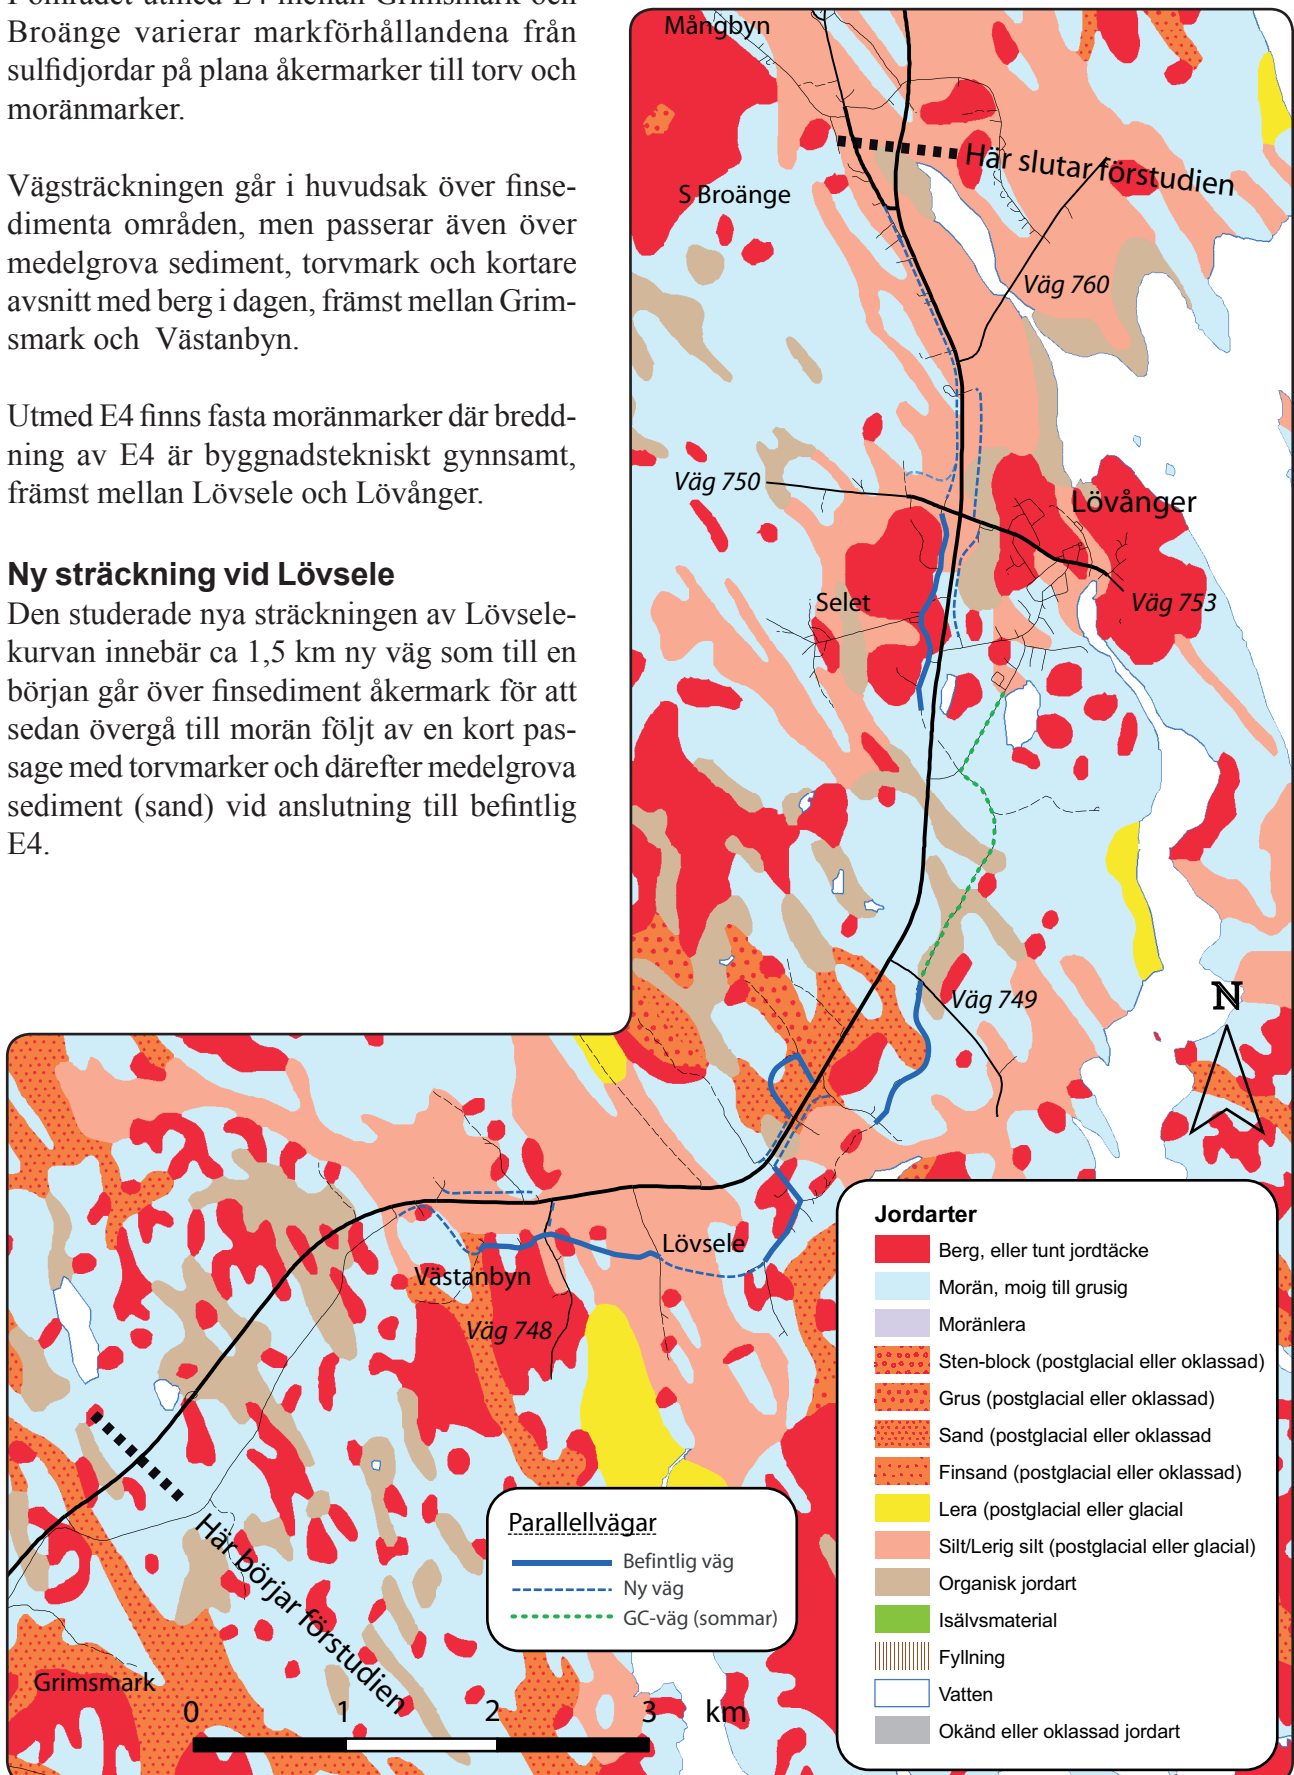 I området utmed E4 mellan Grimsmark och
Broänge varierar markförhållandena från
sulfidjordar på plana åkermarker till torv och
moränmarker.
Vägsträckningen går i huvudsak över finse-
dimenta områden, men passerar även över
medelgrova sediment, torvmark och kortare
avsnitt med berg i dagen, främst mellan Grim-
smark och Västanbyn.
Utmed E4 finns fasta moränmarker där bredd-
ning av E4 är byggnadstekniskt gynnsamt,
främst mellan Lövsele och Lövånger.
Ny sträckning vid Lövsele
Den studerade nya sträckningen av Lövsele-
kurvan innebär ca 1,5 km ny väg som till en
början går över finsediment åkermark för att
sedan övergå till morän följt av en kort pas-
sage med torvmarker och därefter medelgrova
sediment (sand) vid anslutning till befintlig
E4.
Mångbyn
Här slutar förstudien
S Broänge
Väg 760
Väg 750
Lövånger
Selet
Väg 753
Väg 749
N
Lövsele
Västanbyn
Väg 748
Här börjar förstudien
Grimsmark
0 1 2 3 km
Parallellvägar
Befintlig väg
Ny väg
GC-väg (sommar)
Jordarter
Berg, eller tunt jordtäcke
Morän, moig till grusig
Moränlera
Sten-block (postglacial eller oklassad)
Grus (postglacial eller oklassad)
Sand (postglacial eller oklassad
Finsand (postglacial eller oklassad)
Lera (postglacial eller glacial
Silt/Lerig silt (postglacial eller glacial)
Organisk jordart
Isälvsmaterial
Fyllning
Vatten
Okänd eller oklassad jordart